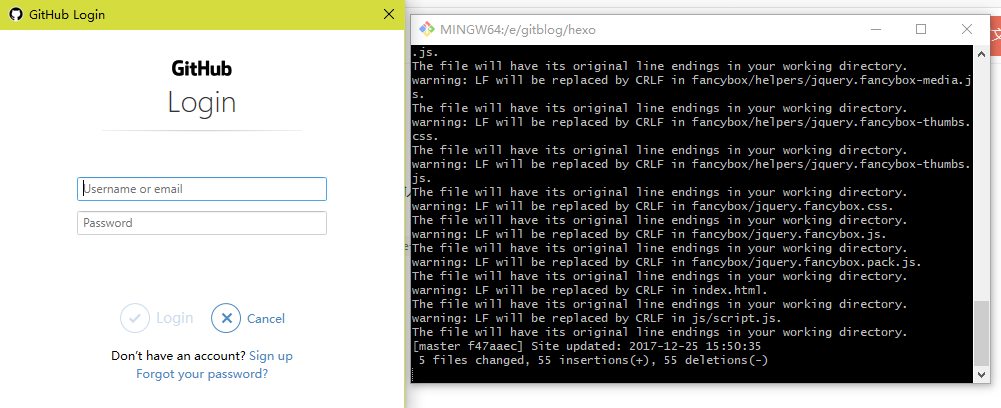 GitHub Login
GitHub
Login
Username or email
Password
Login
Cancel
Don't have an account? Sign up
Forgot your password?
MINGW64:/e/gitblog/hexo
.js.
The file will have its original line endings in your working directory.
warning: LF will be replaced by CRLF in fancybox/helpers/jquery.fancybox-media.j
s.
The file will have its original line endings in your working directory.
warning: LF will be replaced by CRLF in fancybox/helpers/jquery.fancybox-thumbs.
css.
The file will have its original line endings in your working directory.
warning: LF will be replaced by CRLF in fancybox/helpers/jquery.fancybox-thumbs.
js.
The file will have its original line endings in your working directory.
warning: LF will be replaced by CRLF in fancybox/jquery.fancybox.css.
The file will have its original line endings in your working directory.
warning: LF will be replaced by CRLF in fancybox/jquery.fancybox.js.
The file will have its original line endings in your working directory.
warning: LF will be replaced by CRLF in fancybox/jquery.fancybox.pack.js.
The file will have its original line endings in your working directory.
warning: LF will be replaced by CRLF in index.html.
The file will have its original line endings in your working directory.
warning: LF will be replaced by CRLF in js/script.js.
The file will have its original line endings in your working directory.
[master f47aaec] Site updated: 2017-12-25 15:50:35
5 files changed, 55 insertions(+), 55 deletions(-)
文